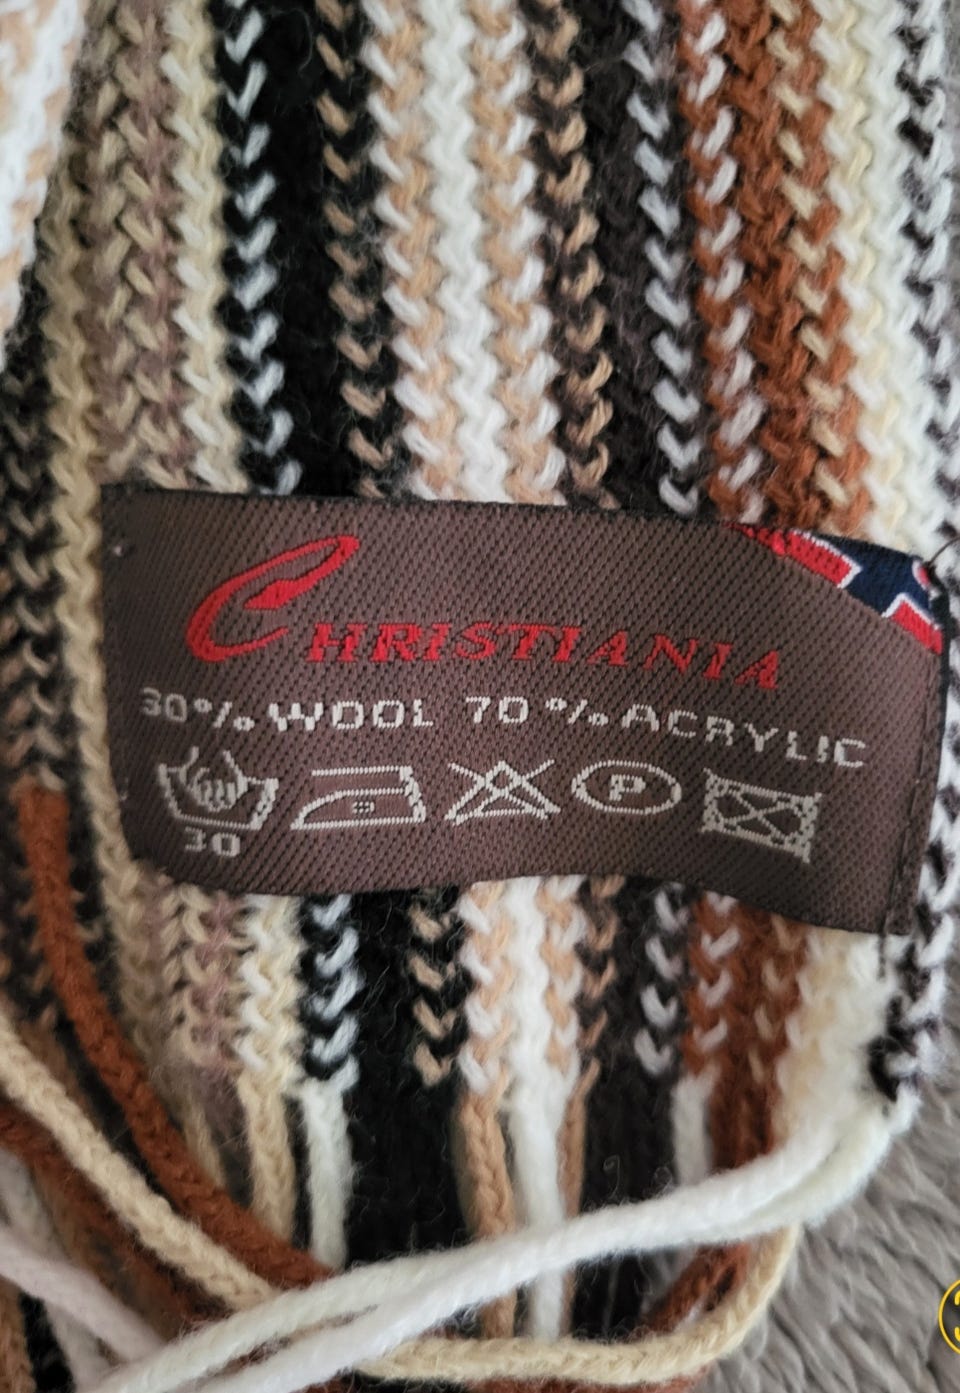 CHRISTIANIA
30% WOOL 70% ACRYLIC
P
30